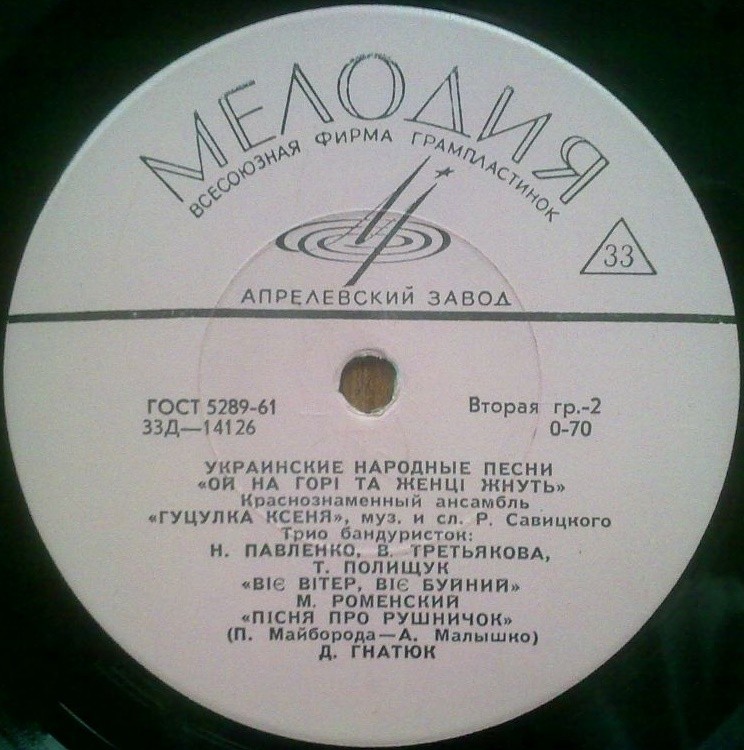 МЕЛОДИЯ
ВСЕСОЮЗНАЯ ФИРМА ГРАМПЛАСТИНОК
33
АПРЕЛЕВСКИЙ ЗАВОД
ГОСТ 5289-61
Вторая гр.-2
33Д—14126
0-70
УКРАИНСКИЕ НАРОДНЫЕ ПЕСНИ
«ОЙ НА ГОРІ ТА ЖЕНЦІ ЖНУТЬ»
Краснознаменный ансамбль
«ГУЦУЛКА КСЕНЯ», муз. и сл. Р. Савицкого
Трио бандуристок:
Н. ПАВЛЕНКО, В. ТРЕТЬЯКОВА,
Т. ПОЛИЩУК
«ВІЄ ВІТЕР, ВІЄ БУЙНИЙ»
М. РОМЕНСКИЙ
«ПІСНЯ ПРО РУШНИЧОК»
(П. Майборода—А. Малышко)
Д. ГНАТЮК